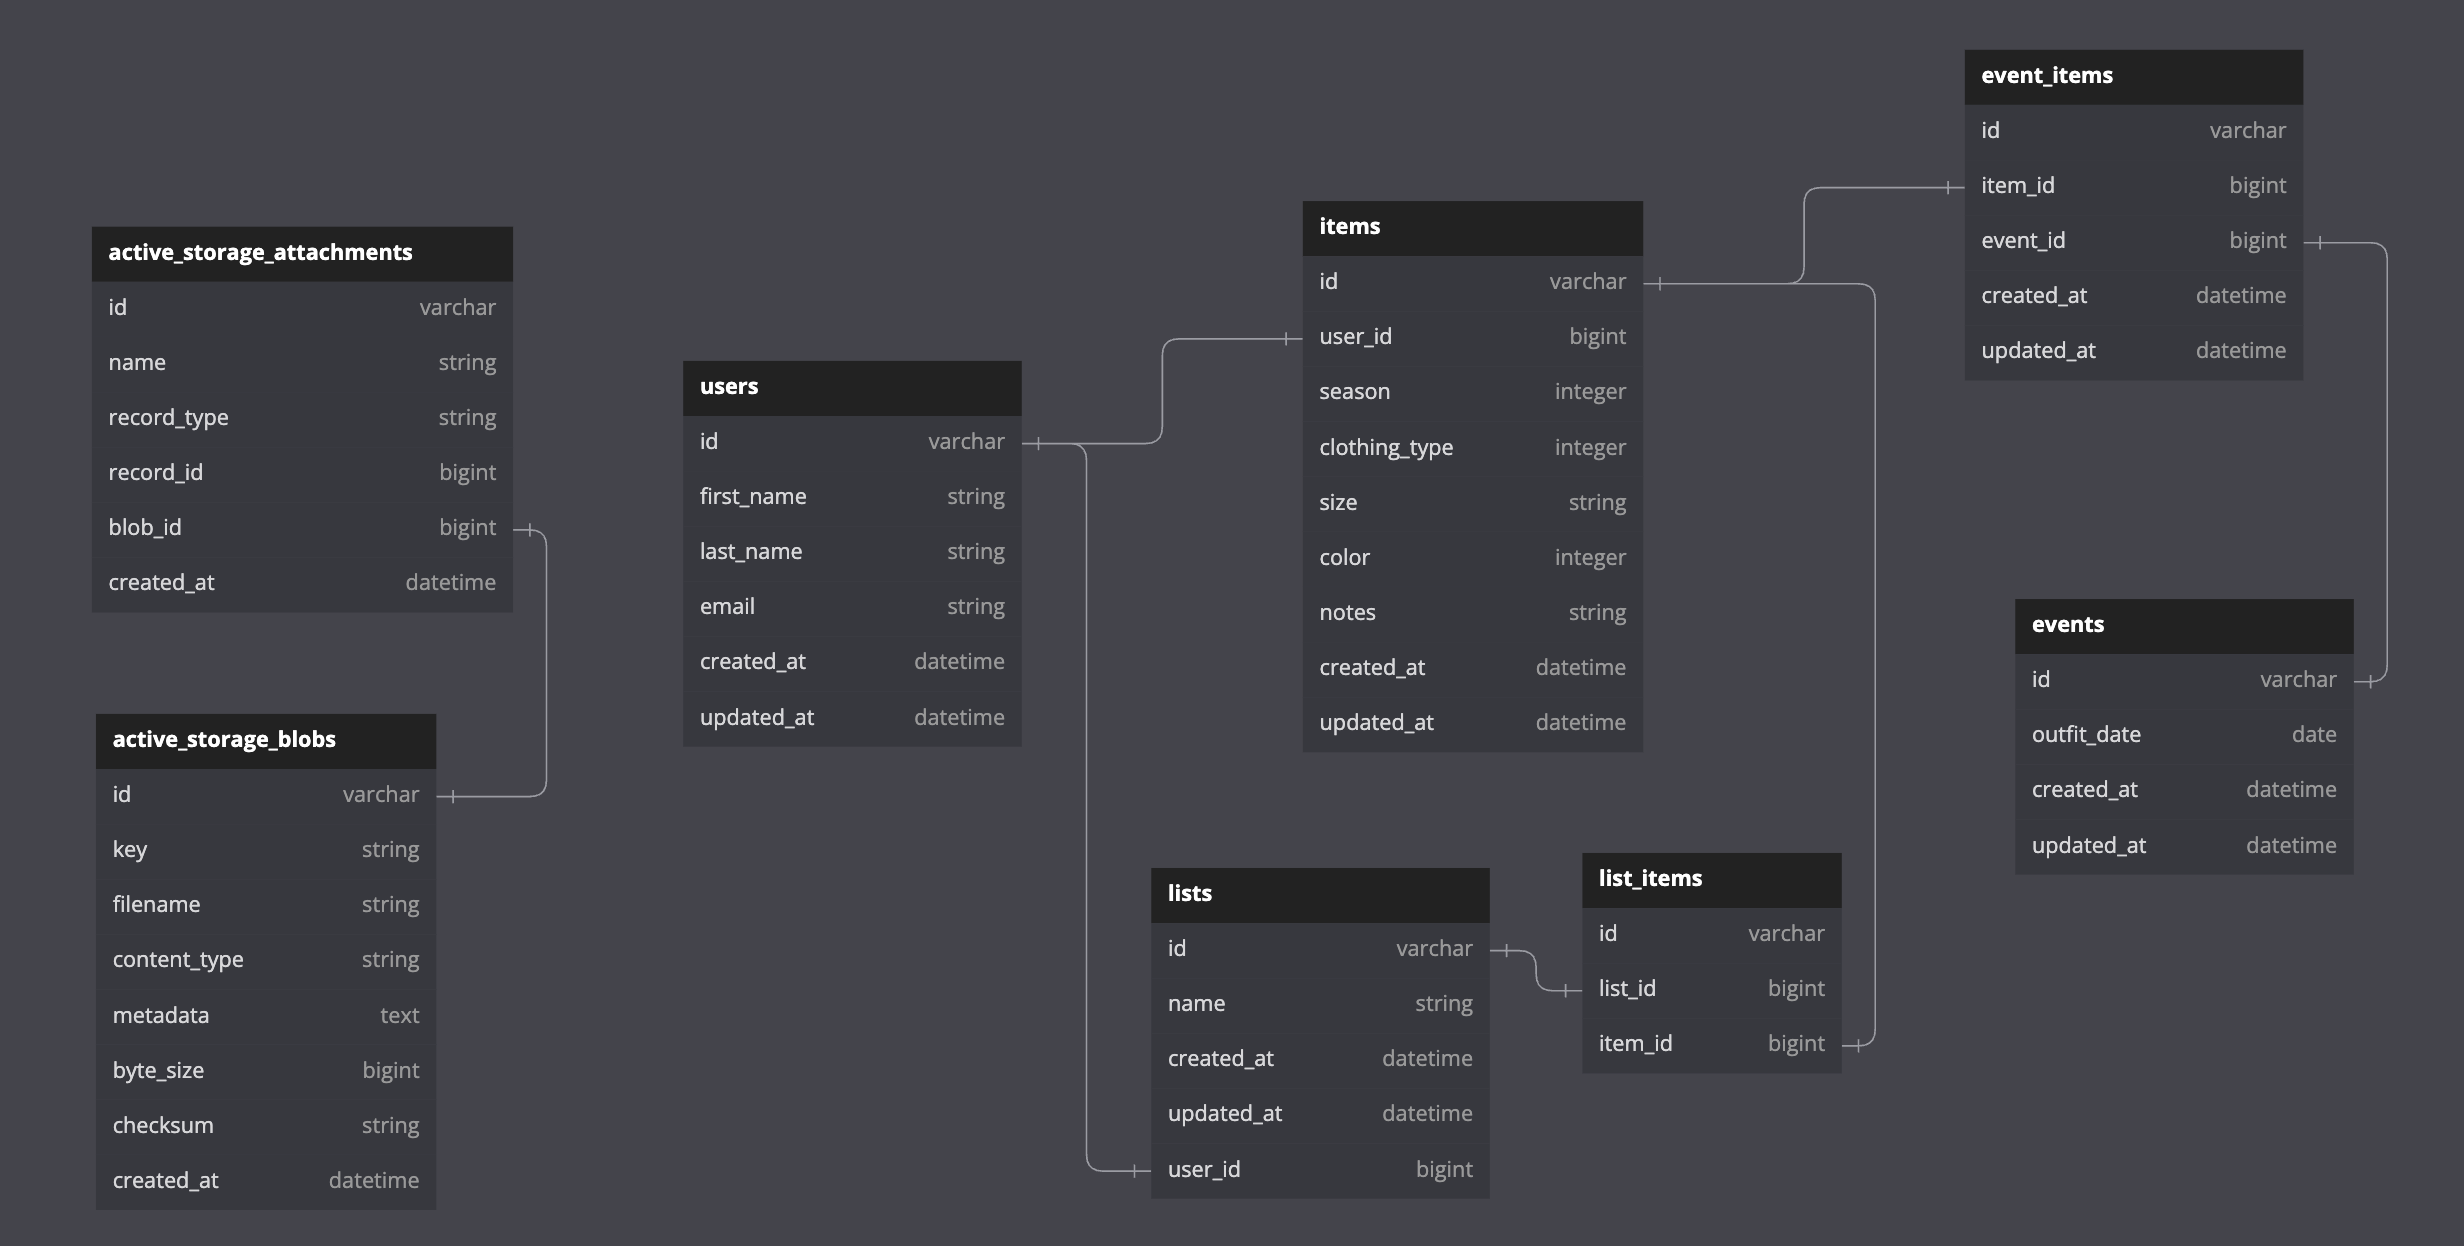 active_storage_attachments
id varchar
name string
record_type string
record_id bigint
blob_id bigint
created_at datetime
active_storage_blobs
id varchar
key string
filename string
content_type string
metadata text
byte_size bigint
checksum string
created_at datetime
users
id varchar
first_name string
last_name string
email string
created_at datetime
updated_at datetime
items
id varchar
user_id bigint
season integer
clothing_type integer
size string
color integer
notes string
created_at datetime
updated_at datetime
lists
id varchar
name string
created_at datetime
updated_at datetime
user_id bigint
list_items
id varchar
list_id bigint
item_id bigint
event_items
id varchar
item_id bigint
event_id bigint
created_at datetime
updated_at datetime
events
id varchar
outfit_date date
created_at datetime
updated_at datetime